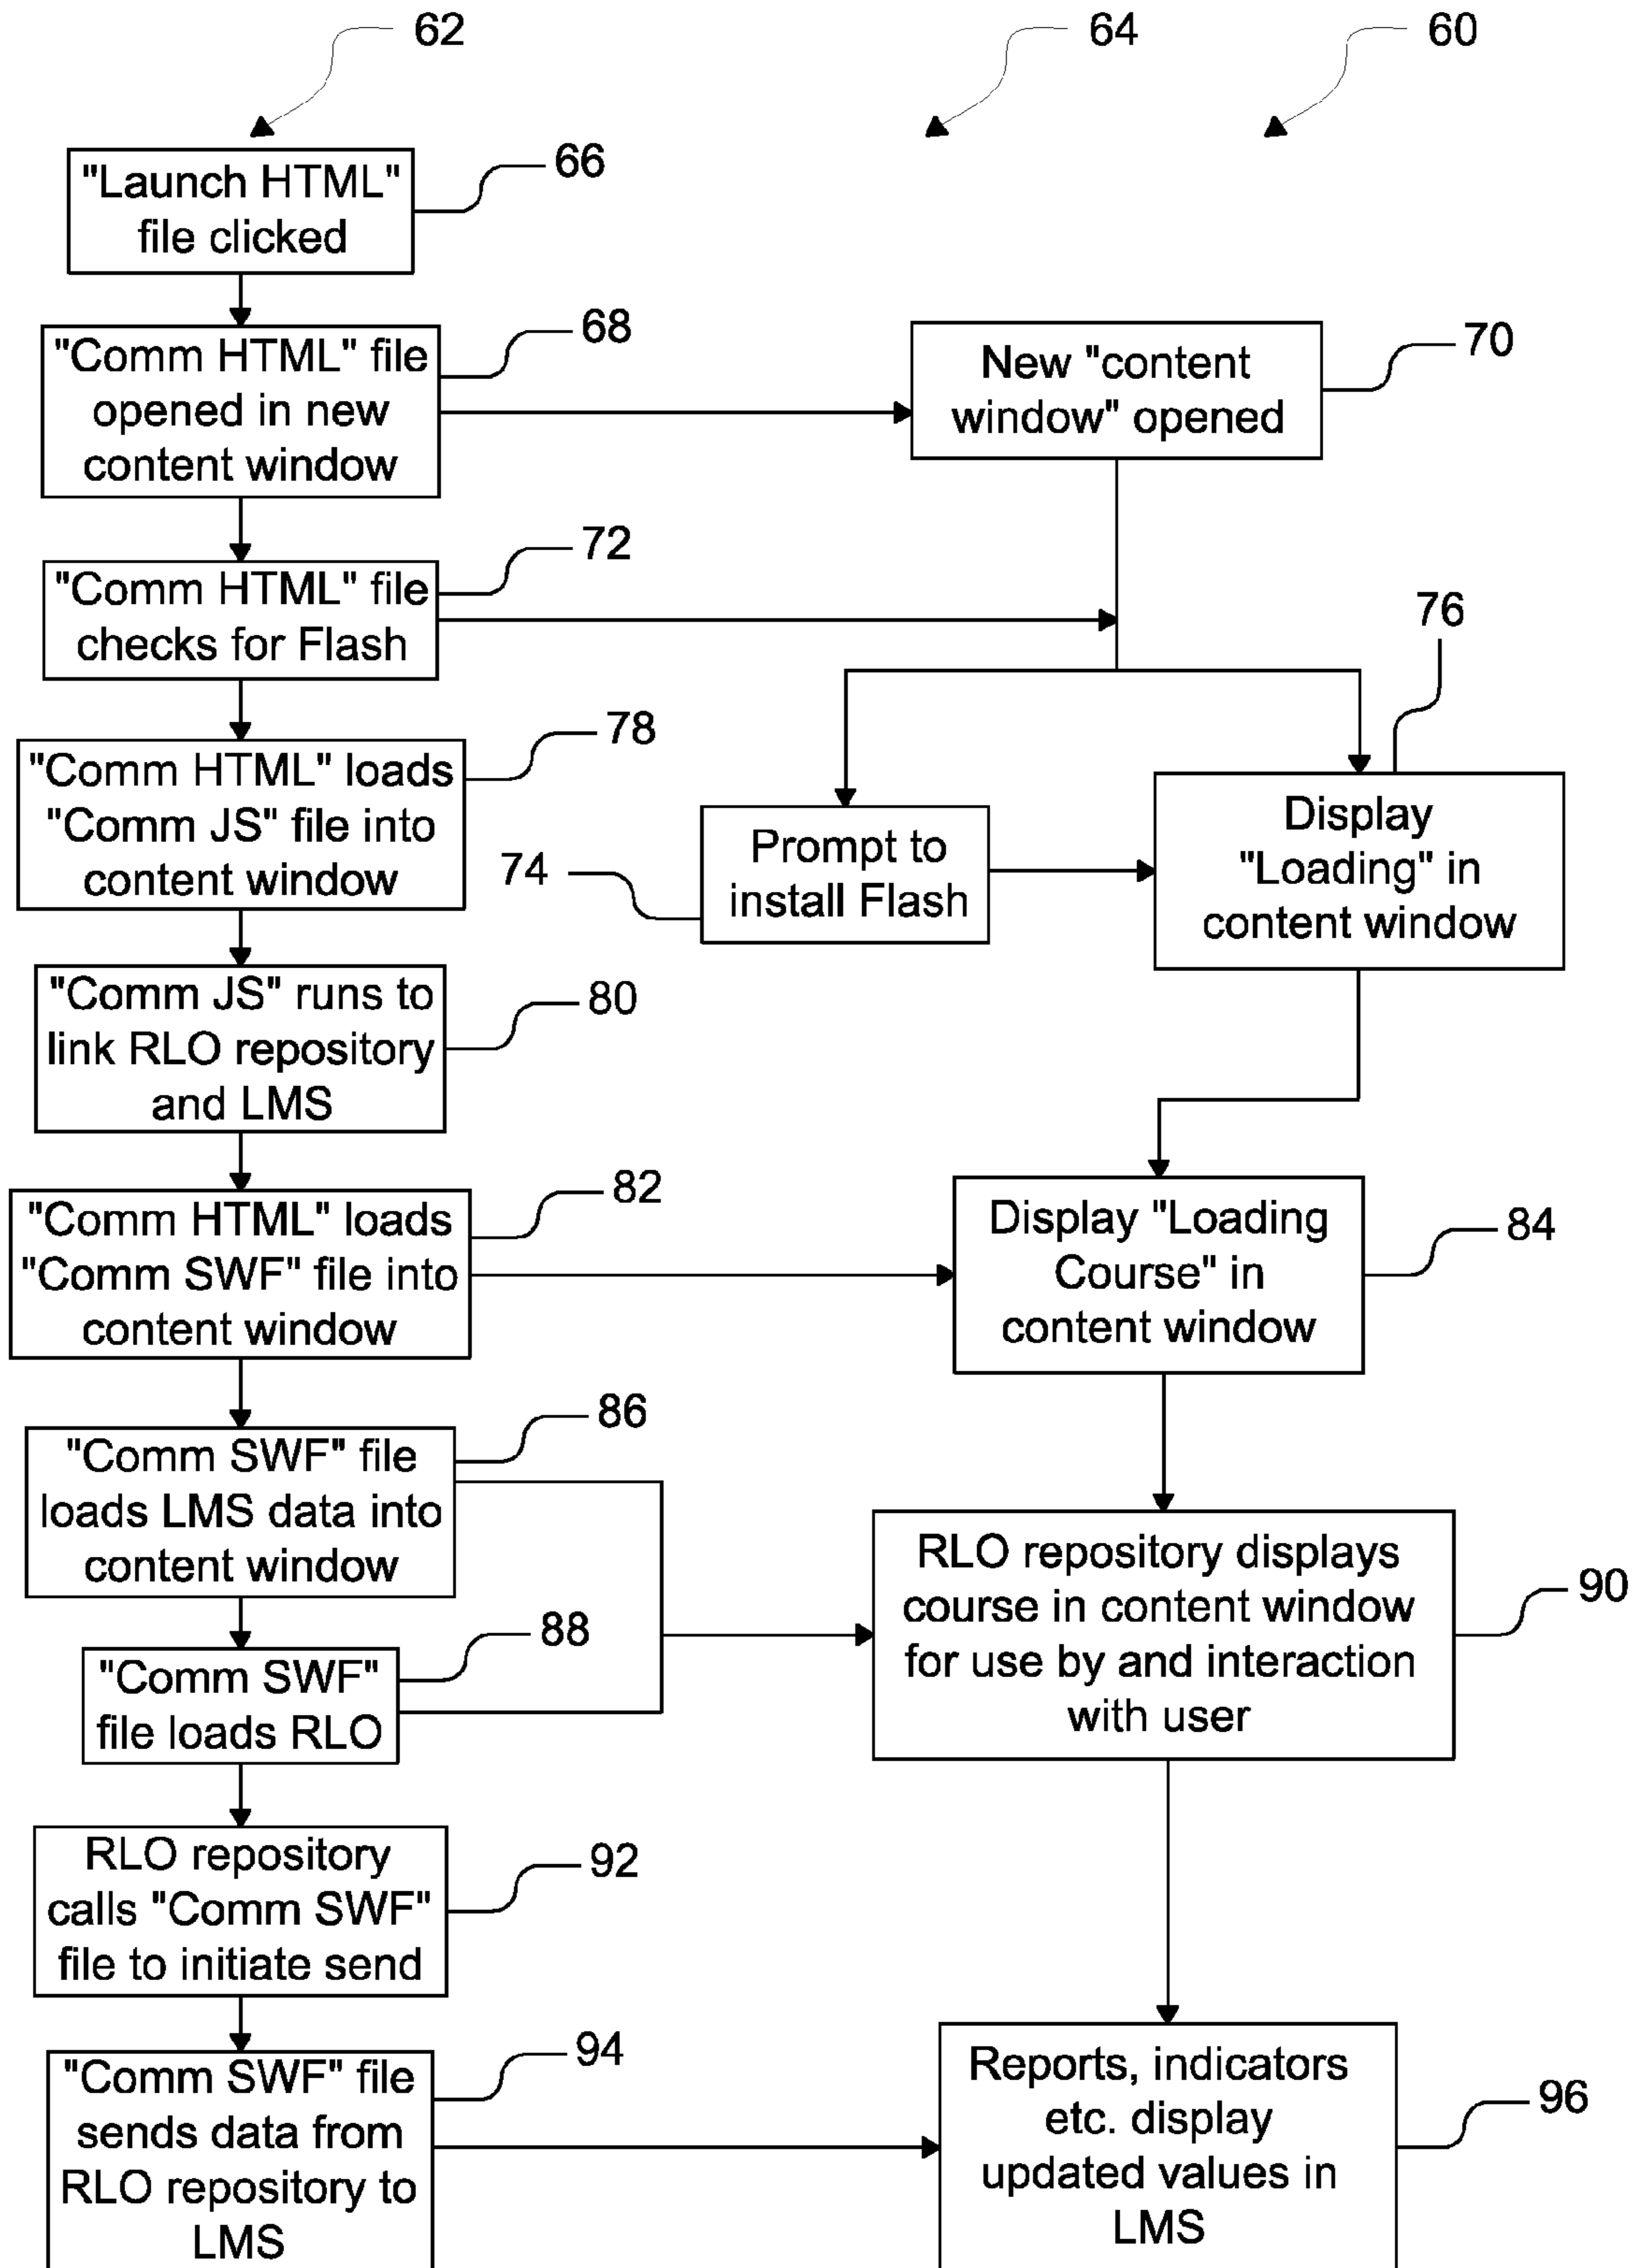 62
64
60
"Launch HTML"
file clicked
66
"Comm HTML" file
opened in new
content window
68
New "content
window" opened
70
"Comm HTML" file
checks for Flash
72
76
"Comm HTML" loads
"Comm JS" file into
content window
78
74
Prompt to
install Flash
Display
"Loading" in
content window
"Comm JS" runs to
link RLO repository
and LMS
80
"Comm HTML" loads
"Comm SWF" file into
content window
82
Display "Loading
Course" in
content window
84
"Comm SWF" file
loads LMS data into
content window
86
"Comm SWF"
file loads RLO
88
RLO repository displays
course in content window
for use by and interaction
with user
90
RLO repository
calls "Comm SWF"
file to initiate send
92
"Comm SWF" file
sends data from
RLO repository to
LMS
94
Reports, indicators
etc. display
updated values in
LMS
96